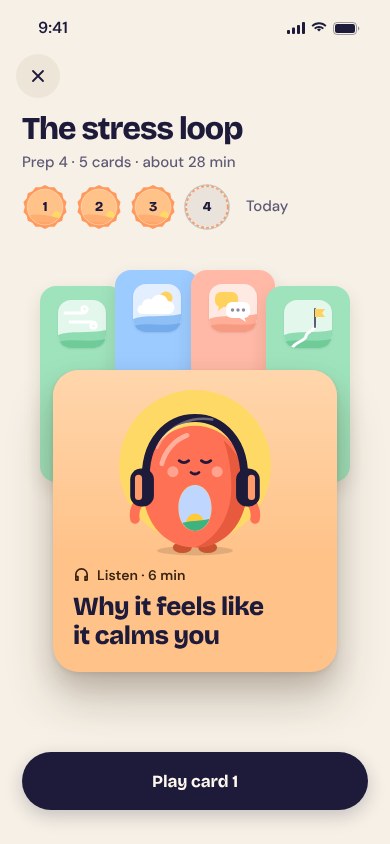 9:41
The stress loop
Prep 4 · 5 cards · about 28 min
1 2 3 4 Today
Listen · 6 min
Why it feels like
it calms you
Play card 1